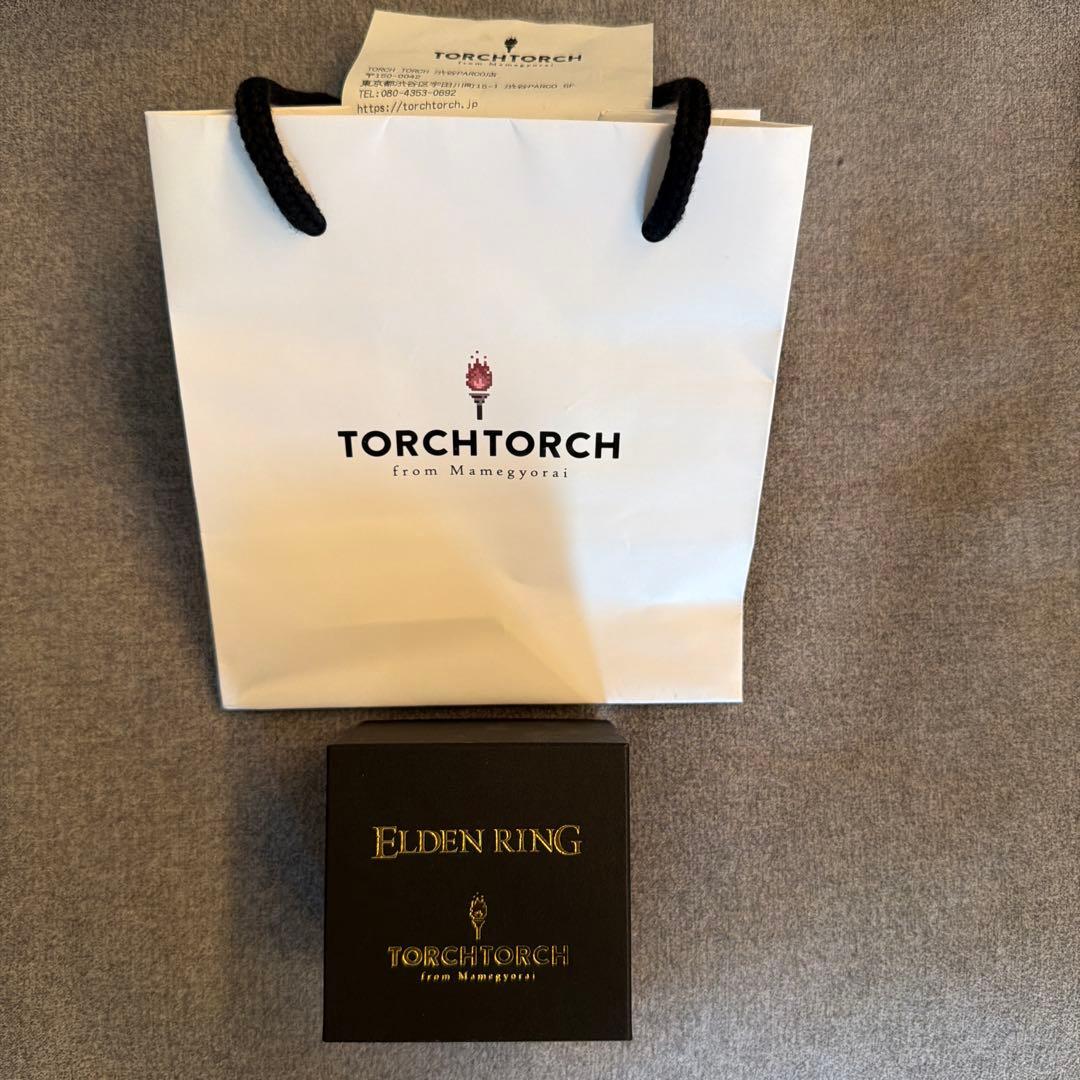 TORCHTORCH
from Mamegyorai
TORCH TORCH 渋谷PARCO店
〒150-0042
東京都渋谷区宇田川町15-1 渋谷PARCO 6F
TEL:080-4353-0692
https://torchtorch.jp
TORCHTORCH
from Mamegyorai
ELDEN RING
TORCHTORCH
from Mamegyorai